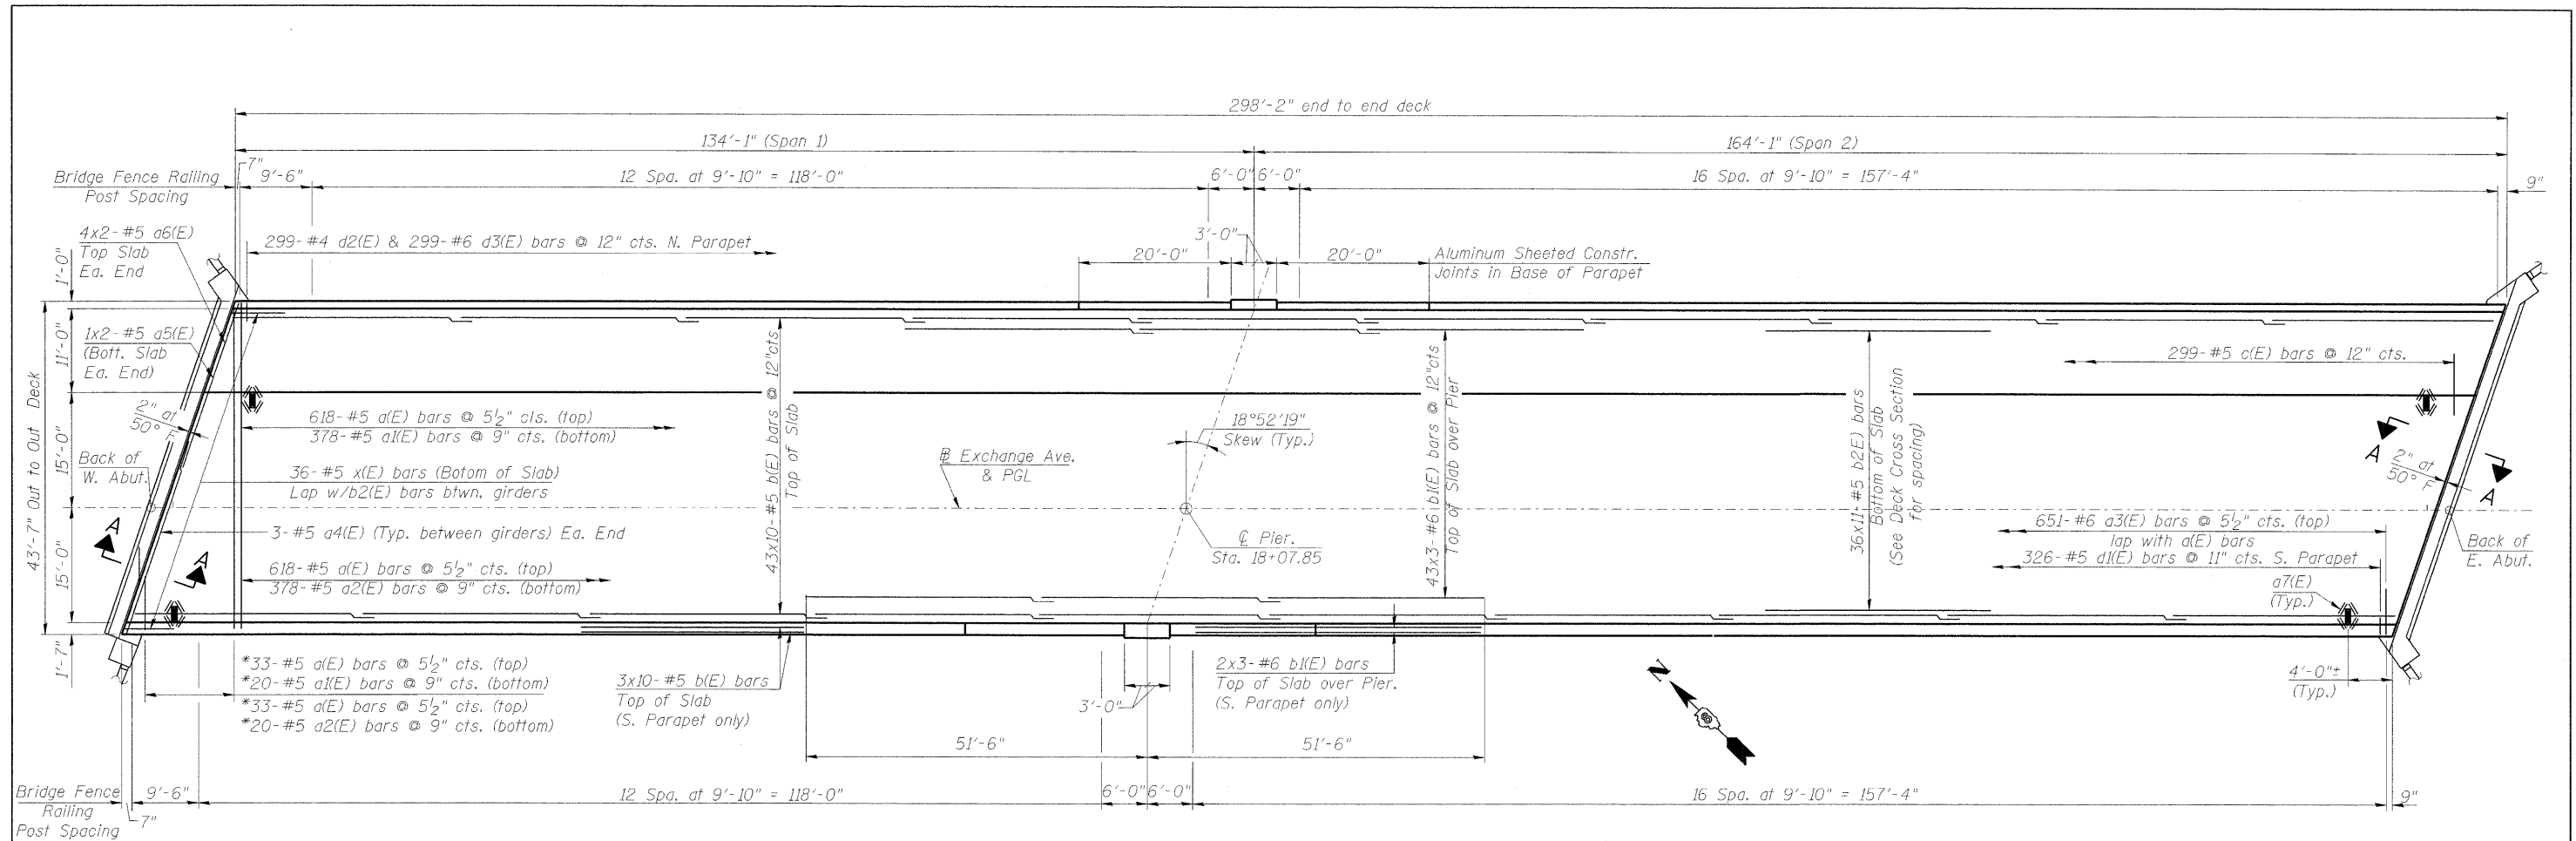 298'-2" end to end deck
134'-1" (Span 1)
164'-1" (Span 2)
7"
Bridge Fence Railing
Post Spacing
9'-6"
12 Spa. at 9'-10" = 118'-0"
6'-0"
6'-0"
16 Spa. at 9'-10" = 157'-4"
9"
4x2-#5 a6(E)
Top Slab
Ea. End
299-#4 d2(E) & 299-#6 d3(E) bars @ 12" cts. N. Parapet
3'-0"
20'-0"
20'-0"
Aluminum Sheeted Constr.
Joints in Base of Parapet
1'-0"
11'-0"
15'-0"
15'-0"
1'-7"
43'-7" Out to Out Deck
1x2-#5 a5(E)
(Bott. Slab
Ea. End)
2" at
50° F
618-#5 a(E) bars @ 5½" cts. (top)
378-#5 a1(E) bars @ 9" cts. (bottom)
Back of
W. Abut.
36-#5 x(E) bars (Botom of Slab)
Lap w/b2(E) bars btwn. girders
3-#5 a4(E) (Typ. between girders) Ea. End
A
A
618-#5 a(E) bars @ 5½" cts. (top)
378-#5 a2(E) bars @ 9" cts. (bottom)
43x10-#5 b(E) bars @ 12"cts
Top of Slab
℄ Exchange Ave.
& PGL
18°52'19"
Skew (Typ.)
℄ Pier.
Sta. 18+07.85
43x3-#6 b1(E) bars @ 12"cts
Top of Slab over Pier
36x11-#5 b2(E) bars
Bottom of Slab
(See Deck Cross Section
for spacing)
299-#5 c(E) bars @ 12" cts.
A
A
2" at
50° F
651-#6 a3(E) bars @ 5½" cts. (top)
lap with a(E) bars
326-#5 d1(E) bars @ 11" cts. S. Parapet
a7(E)
(Typ.)
Back of
E. Abut.
*33-#5 a(E) bars @ 5½" cts. (top)
*20-#5 a1(E) bars @ 9" cts. (bottom)
*33-#5 a(E) bars @ 5½" cts. (top)
*20-#5 a2(E) bars @ 9" cts. (bottom)
3x10-#5 b(E) bars
Top of Slab
(S. Parapet only)
3'-0"
2x3-#6 b1(E) bars
Top of Slab over Pier.
(S. Parapet only)
N
4'-0"±
(Typ.)
51'-6"
51'-6"
Bridge Fence
Railing
Post Spacing
7"
9'-6"
12 Spa. at 9'-10" = 118'-0"
6'-0"
6'-0"
16 Spa. at 9'-10" = 157'-4"
9"